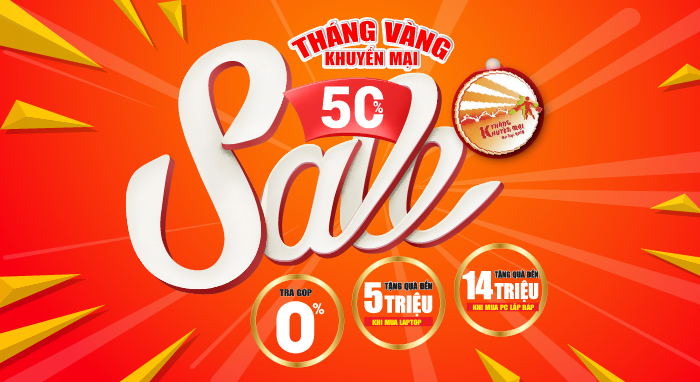 THÁNG VÀNG
KHUYẾN MẠI
50%
Sale
THÁNG
KHUYẾN MẠI
TRẢ GÓP
0%
TẶNG QUÀ ĐẾN
5 TRIỆU
KHI MUA LAPTOP
TẶNG QUÀ ĐẾN
14 TRIỆU
KHI MUA PC LẮP RÁP